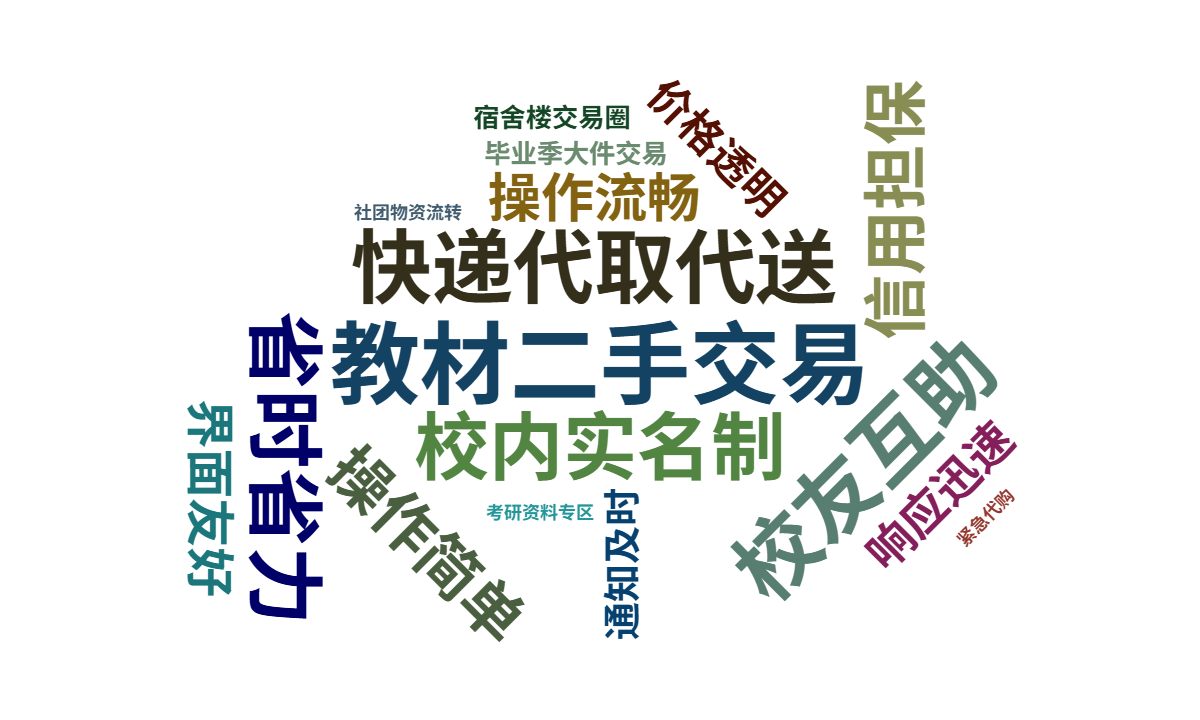 价格透明
信用担保
宿舍楼交易圈
毕业季大件交易
操作流畅
社团物资流转
快递代取代送
教材二手交易
省时省力
校友互助
界面友好
校内实名制
操作简单
响应迅速
紧急代购
考研资料专区
通知及时